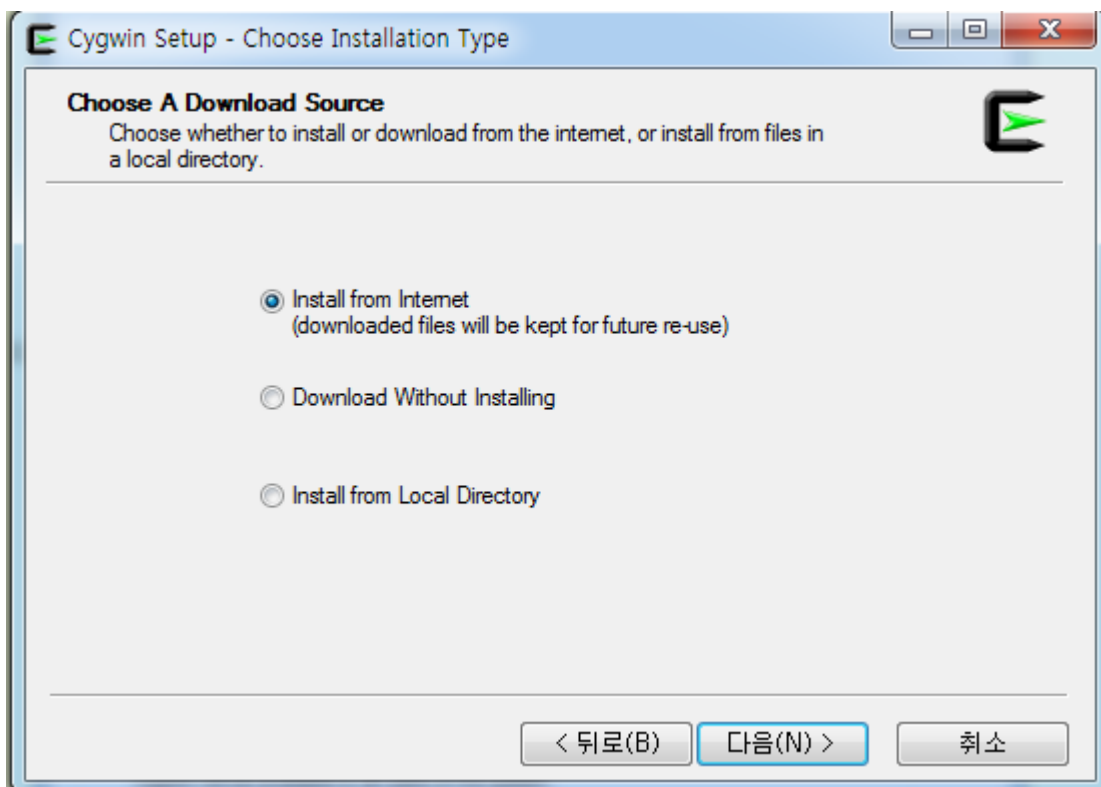 Cygwin Setup - Choose Installation Type
Choose A Download Source
Choose whether to install or download from the internet, or install from files in
a local directory.
Install from Internet
(downloaded files will be kept for future re-use)
Download Without Installing
Install from Local Directory
< 뒤로(B)
다음(N) >
취소